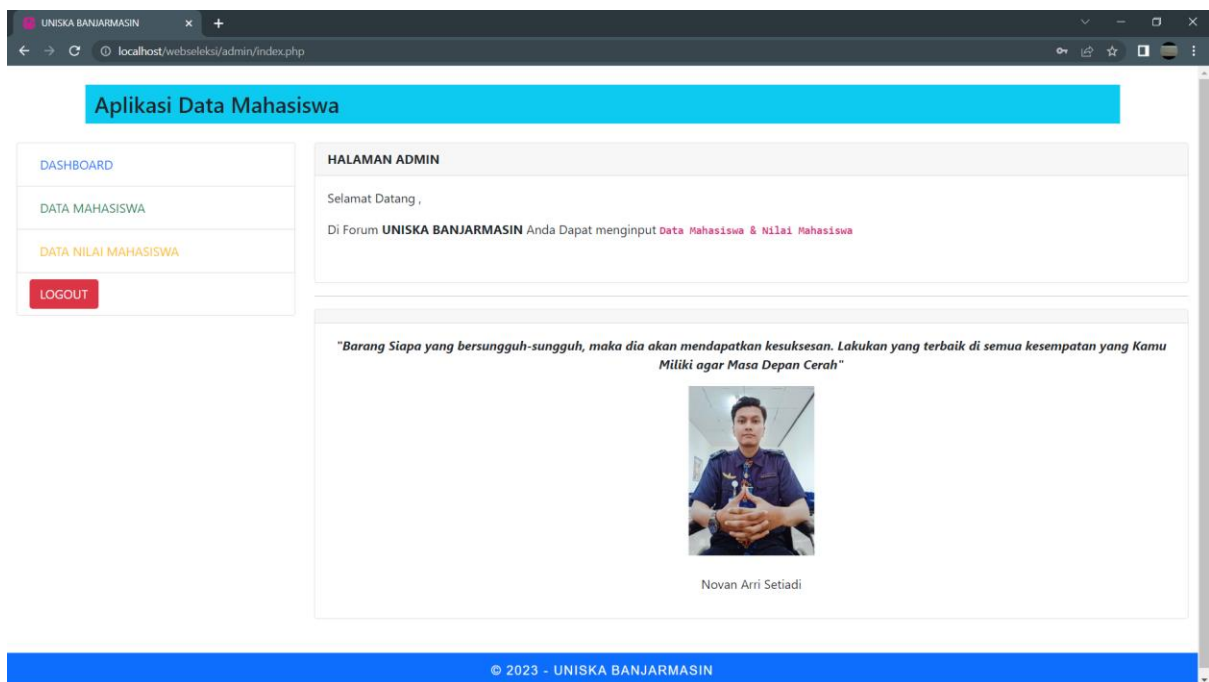 UNISKA BANJARMASIN
localhost/webseleksi/admin/index.php
Aplikasi Data Mahasiswa
DASHBOARD
DATA MAHASISWA
DATA NILAI MAHASISWA
LOGOUT
HALAMAN ADMIN
Selamat Datang ,
Di Forum UNISKA BANJARMASIN Anda Dapat menginput Data Mahasiswa & Nilai Mahasiswa
"Barang Siapa yang bersungguh-sungguh, maka dia akan mendapatkan kesuksesan. Lakukan yang terbaik di semua kesempatan yang Kamu
Miliki agar Masa Depan Cerah"
Novan Arri Setiadi
© 2023 - UNISKA BANJARMASIN